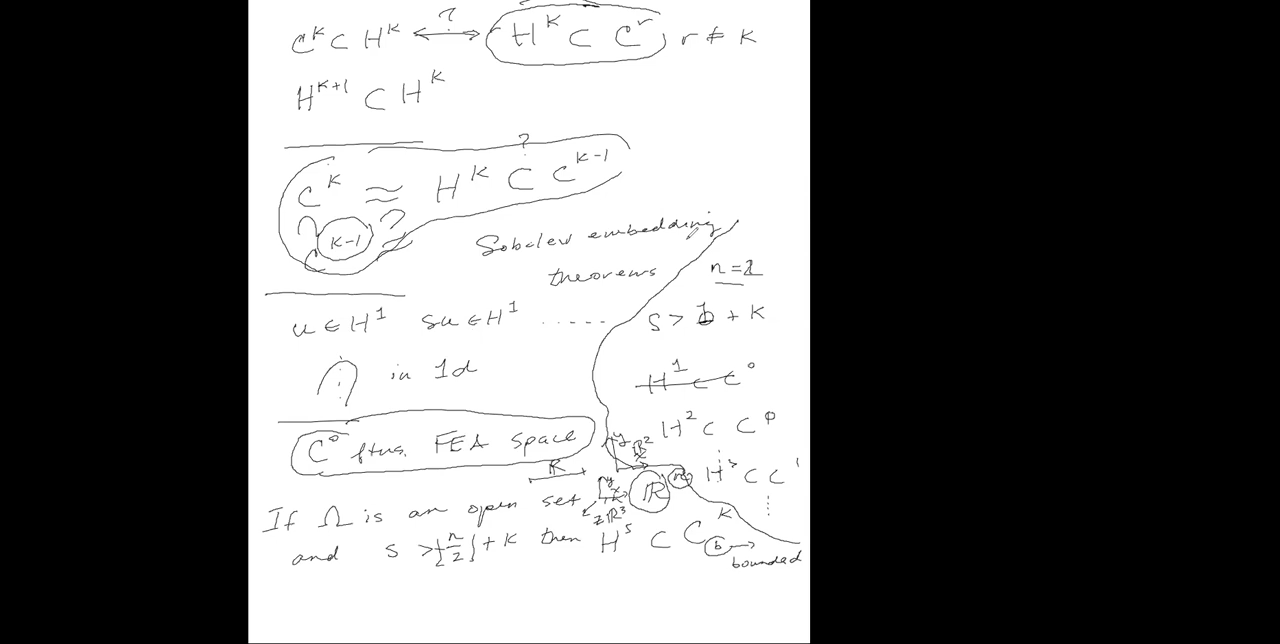 ?
C^k ⊂ H^k ⟷ H^k ⊂ C^r, r ≠ k
H^{k+1} ⊂ H^k
?
C^k ≈ H^k ⊂ C^{k-1}
? k-1 ?
Sobolev embedding
theorems
n=2
u ∈ H^1 su ∈ H^1 .....
s > 1 + k
in 1d
H^1 ⊂ C^0
H^2 ⊂ C^0
C^0 ftns. FEA space
y ℝ^2
x
H^3 ⊂ C^1
ℝ
y x z ℝ^3
If Ω is an open set ℝ^n
and s > [n/2] + k then H^s ⊂ C_b^k
bounded